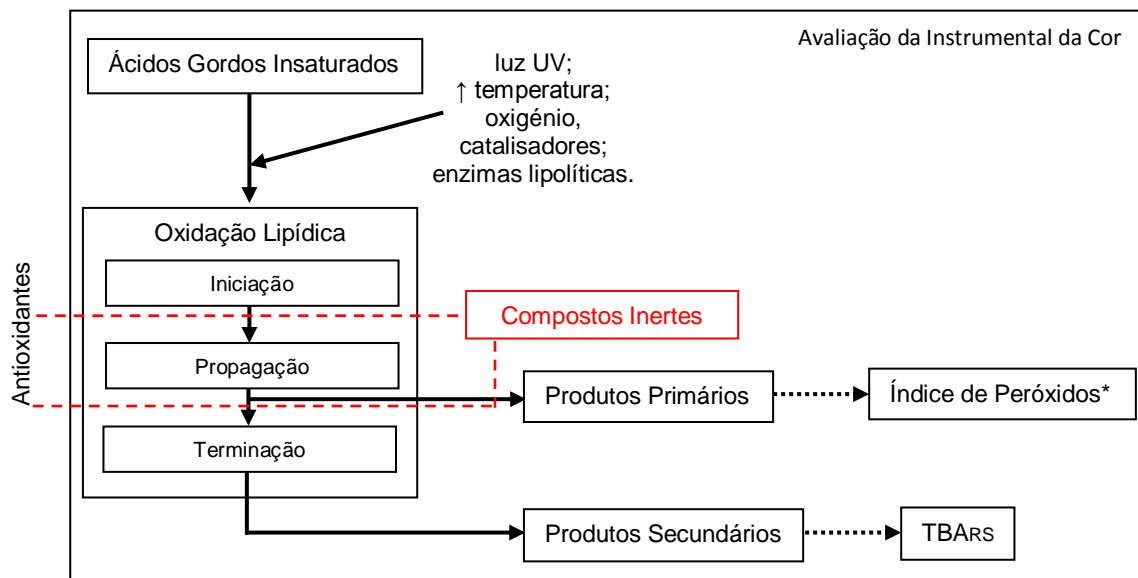 Avaliação da Instrumental da Cor
Ácidos Gordos Insaturados
luz UV;
↑ temperatura;
oxigénio,
catalisadores;
enzimas lipolíticas.
Oxidação Lipídica
Iniciação
Antioxidantes
Compostos Inertes
Propagação
Produtos Primários
Índice de Peróxidos*
Terminação
Produtos Secundários
TBARS